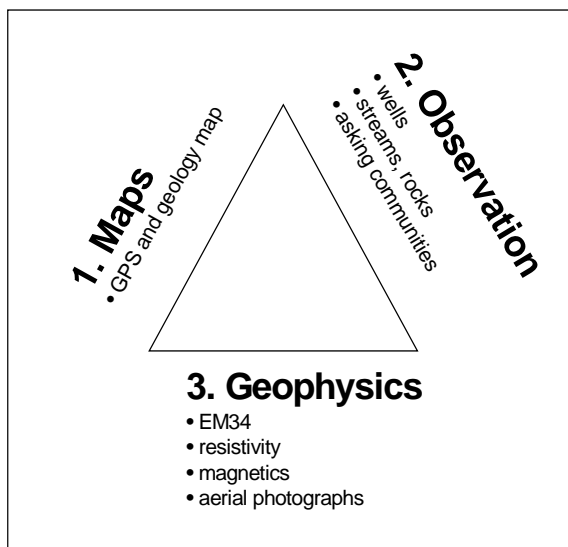 1. Maps
• GPS and geology map
2. Observation
• wells
• streams, rocks
• asking communities
3. Geophysics
• EM34
• resistivity
• magnetics
• aerial photographs